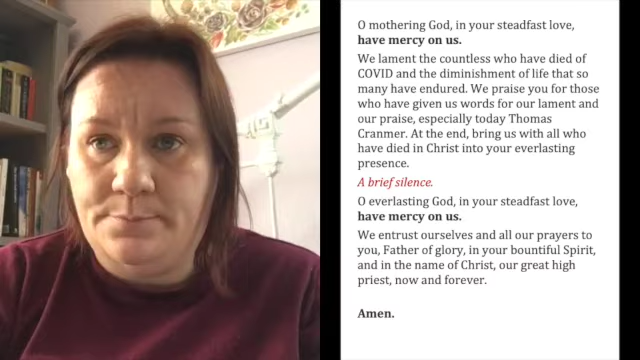 O mothering God, in your steadfast love,
have mercy on us.
We lament the countless who have died of
COVID and the diminishment of life that so
many have endured. We praise you for those
who have given us words for our lament and
our praise, especially today Thomas
Cranmer. At the end, bring us with all who
have died in Christ into your everlasting
presence.
A brief silence.
O everlasting God, in your steadfast love,
have mercy on us.
We entrust ourselves and all our prayers to
you, Father of glory, in your bountiful Spirit,
and in the name of Christ, our great high
priest, now and forever.
Amen.